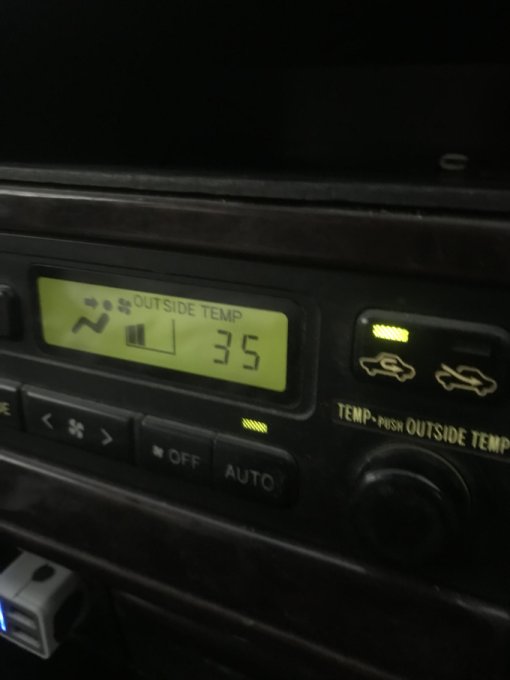 OUTSIDE TEMP
35
TEMP-PUSH OUTSIDE TEMP
OFF
AUTO